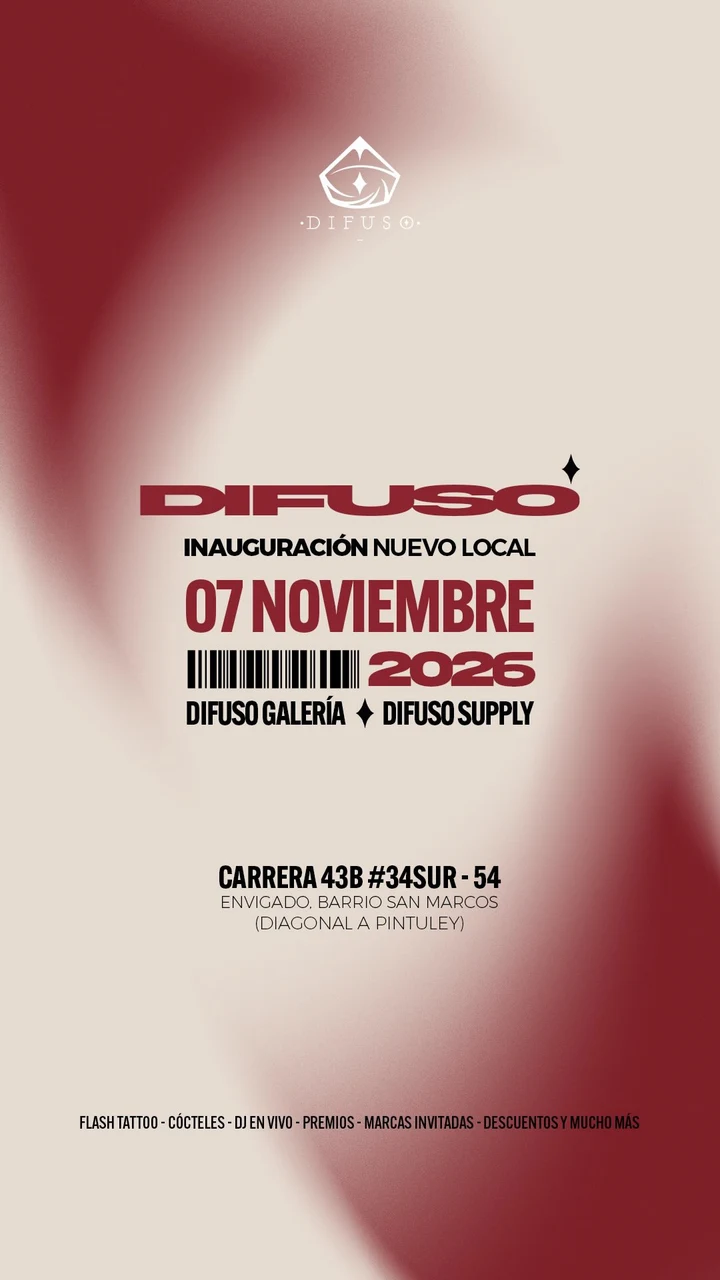 ·DIFUSO·
DIFUSO
INAUGURACIÓN NUEVO LOCAL
07 NOVIEMBRE
2026
DIFUSO GALERÍA ✦ DIFUSO SUPPLY
CARRERA 43B #34SUR - 54
ENVIGADO, BARRIO SAN MARCOS
(DIAGONAL A PINTULEY)
FLASH TATTOO - CÓCTELES - DJ EN VIVO - PREMIOS - MARCAS INVITADAS - DESCUENTOS Y MUCHO MÁS